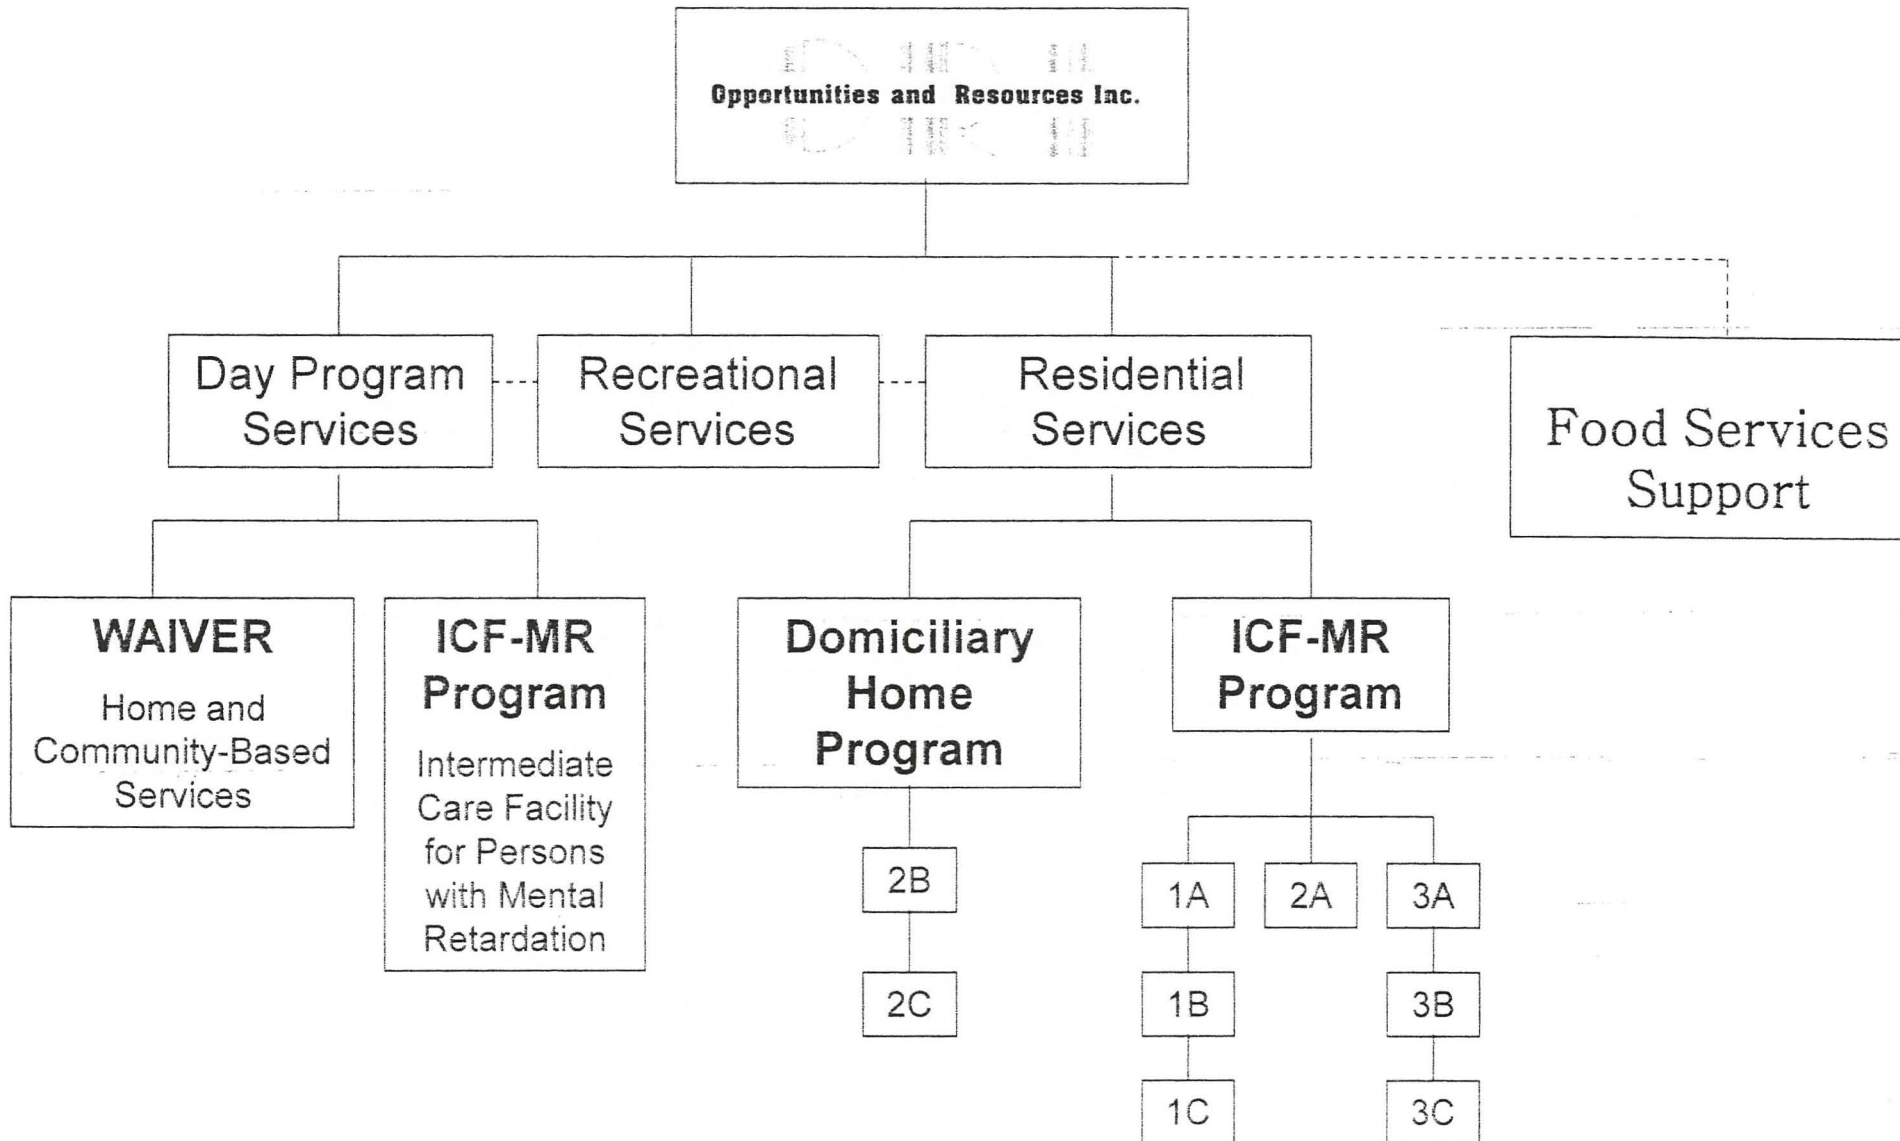 Opportunities and Resources Inc.
Day Program
Services
Recreational
Services
Residential
Services
Food Services
Support
WAIVER
Home and
Community-Based
Services
ICF-MR
Program
Intermediate
Care Facility
for Persons
with Mental
Retardation
Domiciliary
Home
Program
ICF-MR
Program
2B
2C
1A
2A
3A
1B
3B
1C
3C